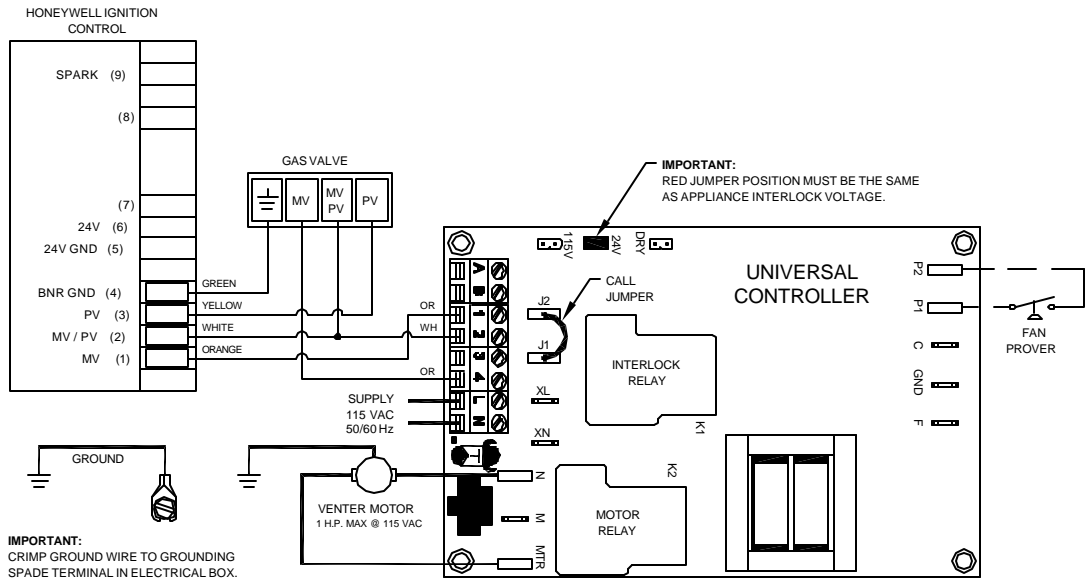 HONEYWELL IGNITION
CONTROL
SPARK (9)
(8)
(7)
24V (6)
24V GND (5)
BNR GND (4)
PV (3)
MV / PV (2)
MV (1)
GREEN
YELLOW
WHITE
ORANGE
GAS VALVE
MV
MV
PV
PV
OR
WH
OR
SUPPLY
115 VAC
50/60 Hz
GROUND
IMPORTANT:
CRIMP GROUND WIRE TO GROUNDING
SPADE TERMINAL IN ELECTRICAL BOX.
VENTER MOTOR
1 H.P. MAX @ 115 VAC
IMPORTANT:
RED JUMPER POSITION MUST BE THE SAME
AS APPLIANCE INTERLOCK VOLTAGE.
115V
24V
DRY
A
B
1
2
3
4
L
N
J2
J1
CALL
JUMPER
XL
XN
T
N
M
MTR
INTERLOCK
RELAY
K1
K2
MOTOR
RELAY
UNIVERSAL
CONTROLLER
P2
P1
C
GND
F
FAN
PROVER